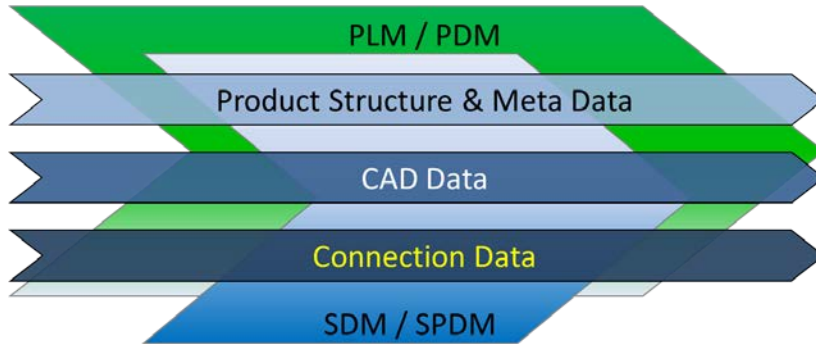 PLM / PDM
Product Structure & Meta Data
CAD Data
Connection Data
SDM / SPDM